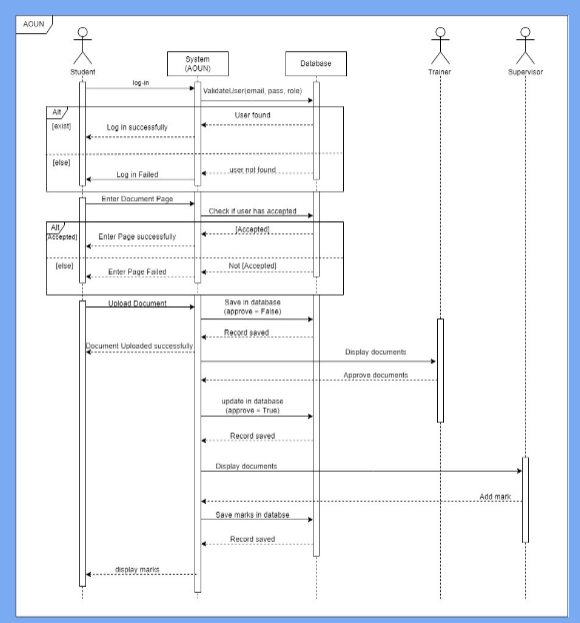 AOUN
Student
System
(AOUN)
Database
Trainer
Supervisor
log-in
ValidateUser(email, pass, role)
Alt
[exist]
User found
Log in successfully
[else]
user not found
Log in Failed
Enter Document Page
Check if user has accepted
Alt
[Accepted]
[Accepted]
Enter Page successfully
[else]
Not [Accepted]
Enter Page Failed
Upload Document
Save in database
(approve = False)
Record saved
Document Uploaded successfully
Display documents
Approve documents
update in database
(approve = True)
Record saved
Display documents
Add mark
Save marks in databse
Record saved
display marks